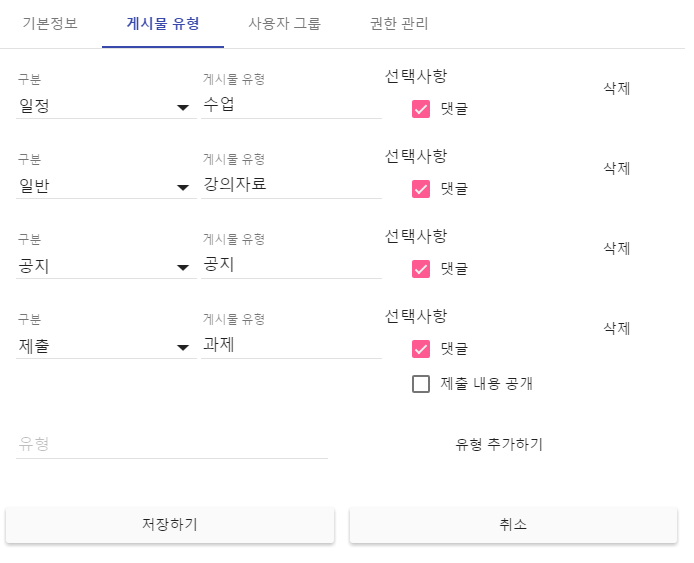 기본정보 게시물 유형 사용자 그룹 권한 관리
구분 게시물 유형 선택사항 삭제
일정 수업 댓글
구분 게시물 유형 선택사항 삭제
일반 강의자료 댓글
구분 게시물 유형 선택사항 삭제
공지 공지 댓글
구분 게시물 유형 선택사항 삭제
제출 과제 댓글
제출 내용 공개
유형 유형 추가하기
저장하기 취소